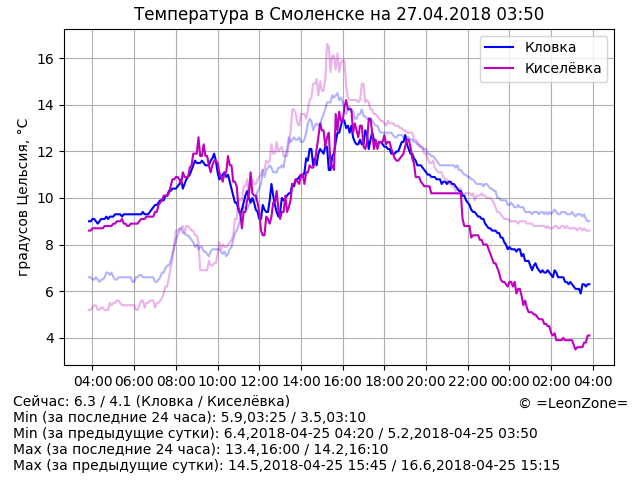 Температура в Смоленске на 27.04.2018 03:50
Кловка
Киселёвка
градусов Цельсия, °C
16
14
12
10
8
6
4
04:00 06:00 08:00 10:00 12:00 14:00 16:00 18:00 20:00 22:00 00:00 02:00 04:00
Сейчас: 6.3 / 4.1 (Кловка / Киселёвка)
© =LeonZone=
Min (за последние 24 часа): 5.9,03:25 / 3.5,03:10
Min (за предыдущие сутки): 6.4,2018-04-25 04:20 / 5.2,2018-04-25 03:50
Max (за последние 24 часа): 13.4,16:00 / 14.2,16:10
Max (за предыдущие сутки): 14.5,2018-04-25 15:45 / 16.6,2018-04-25 15:15